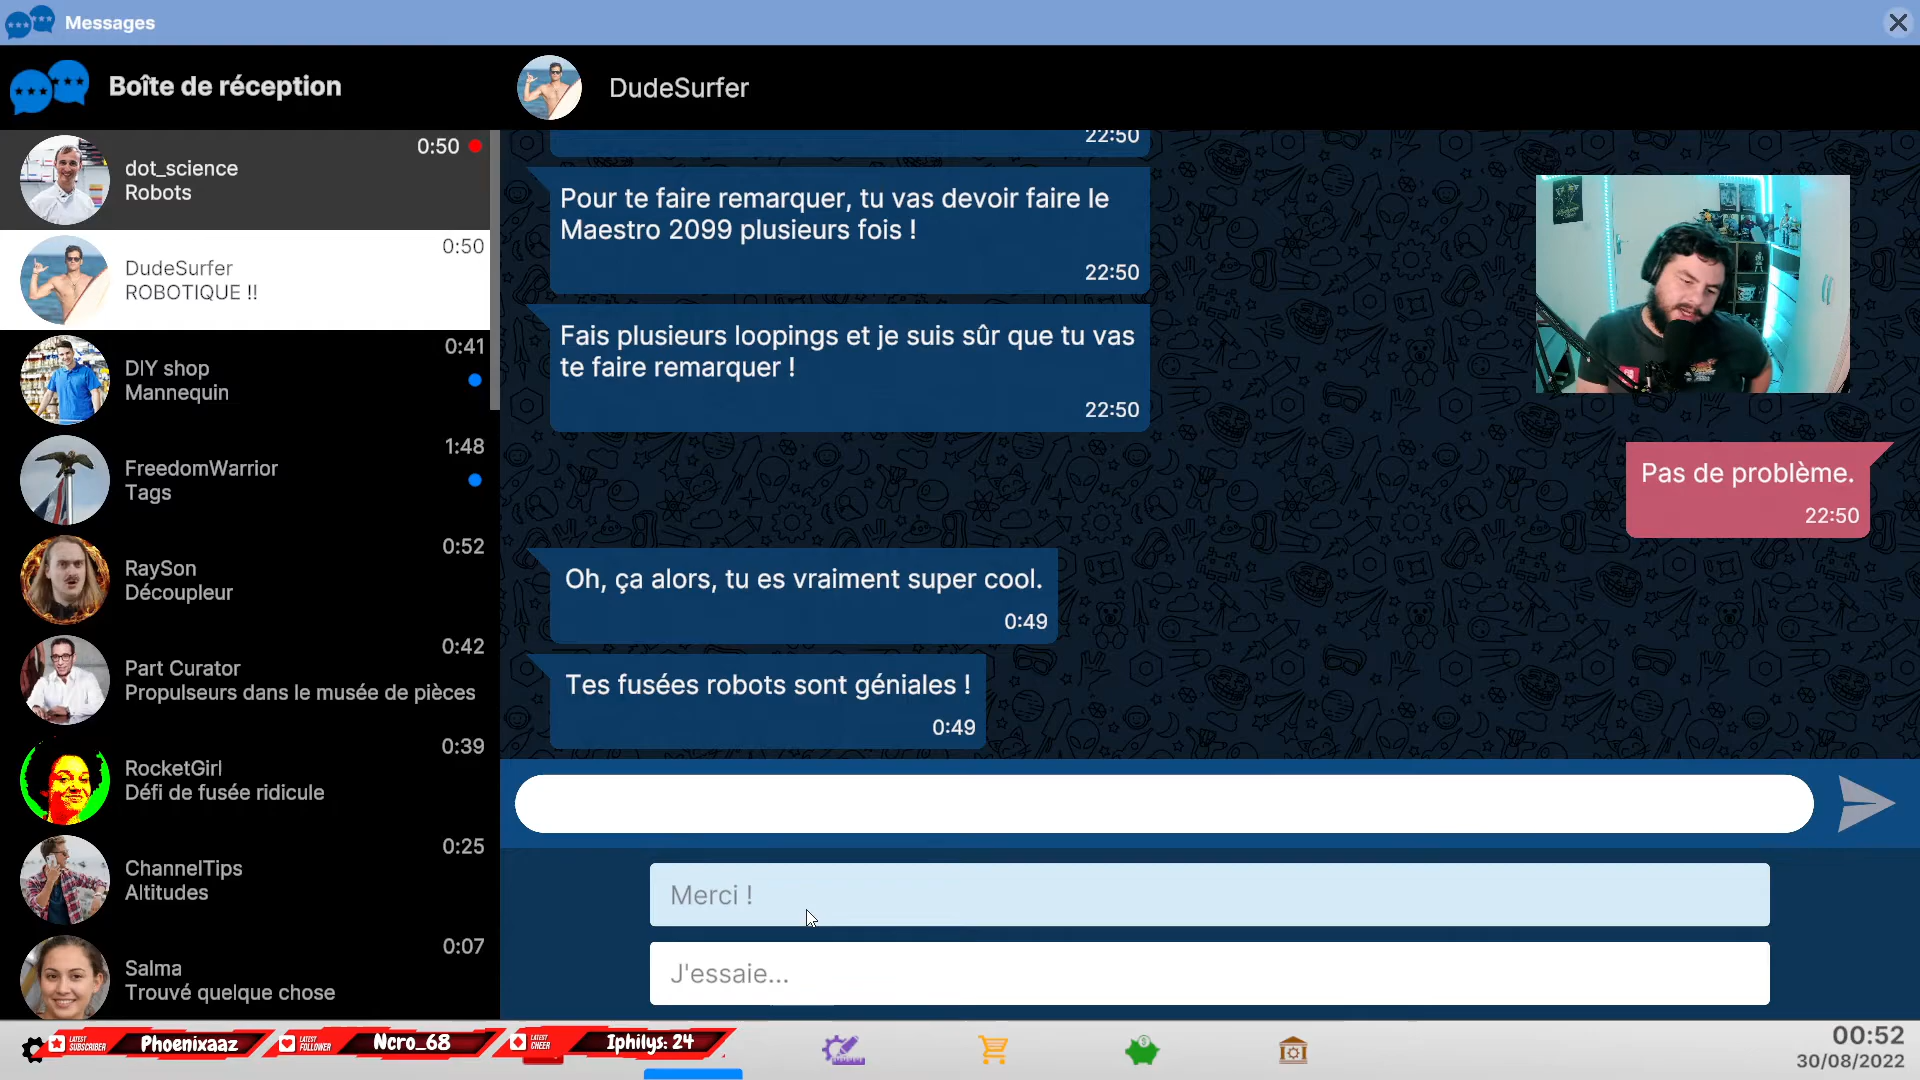 Messages
Boîte de réception
DudeSurfer
dot_science
Robots
0:50
DudeSurfer
ROBOTIQUE !!
0:50
DIY shop
Mannequin
0:41
FreedomWarrior
Tags
1:48
RaySon
Découpleur
0:52
Part Curator
Propulseurs dans le musée de pièces
0:42
RocketGirl
Défi de fusée ridicule
0:39
ChannelTips
Altitudes
0:25
Salma
Trouvé quelque chose
0:07
22:50
Pour te faire remarquer, tu vas devoir faire le
Maestro 2099 plusieurs fois !
22:50
Fais plusieurs loopings et je suis sûr que tu vas
te faire remarquer !
22:50
Pas de problème.
22:50
Oh, ça alors, tu es vraiment super cool.
0:49
Tes fusées robots sont géniales !
0:49
Merci !
J'essaie...
LATEST
SUBSCRIBER
Phoenixaaz
LATEST
FOLLOWER
Ncro_68
LATEST
CHEER
Iphilys: 24
00:52
30/08/2022